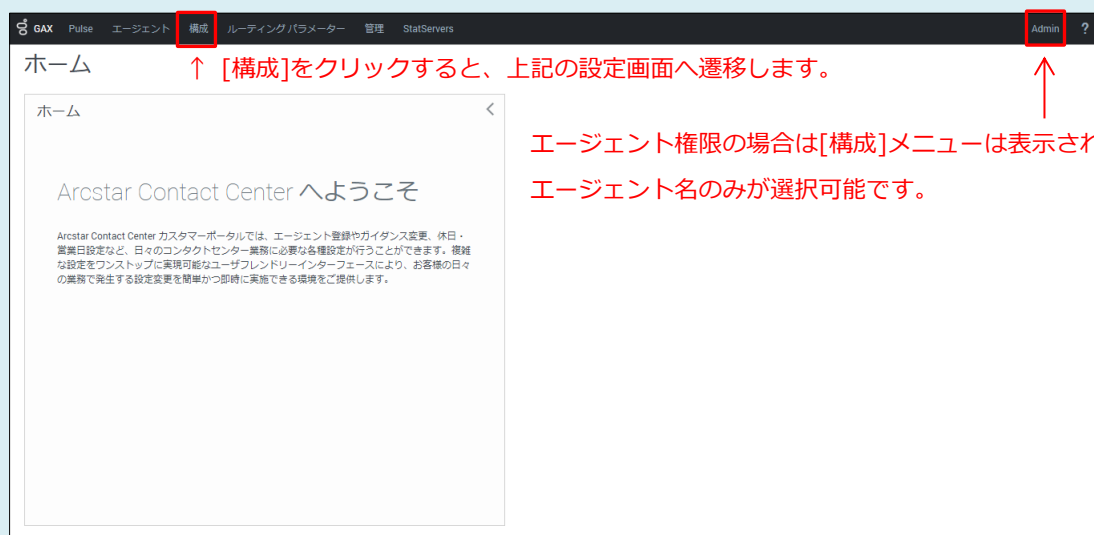 GAX Pulse エージェント 構成 ルーティング パラメーター 管理 StatServers Admin ?
ホーム
↑ [構成]をクリックすると、上記の設定画面へ遷移します。
ホーム
エージェント権限の場合は[構成]メニューは表示され
エージェント名のみが選択可能です。
Arcstar Contact Center へようこそ
Arcstar Contact Center カスタマーポータルでは、エージェント登録やガイダンス変更、休日・
営業日設定など、日々のコンタクトセンター業務に必要な各種設定が行うことができます。複雑
な設定をワンストップに実現可能なユーザフレンドリーインターフェースにより、お客様の日々
の業務で発生する設定変更を簡単かつ即時に実施できる環境をご提供します。